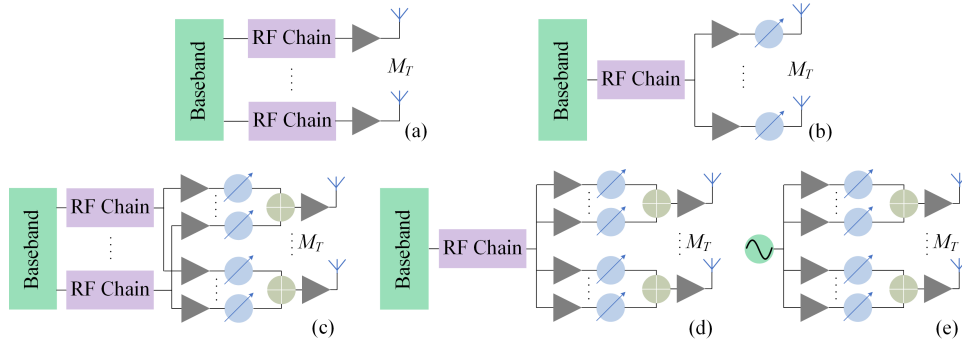 Baseband
RF Chain
M_T
RF Chain
(a)
Baseband
RF Chain
M_T
(b)
Baseband
RF Chain
RF Chain
M_T
(c)
Baseband
RF Chain
M_T
(d)
M_T
(e)